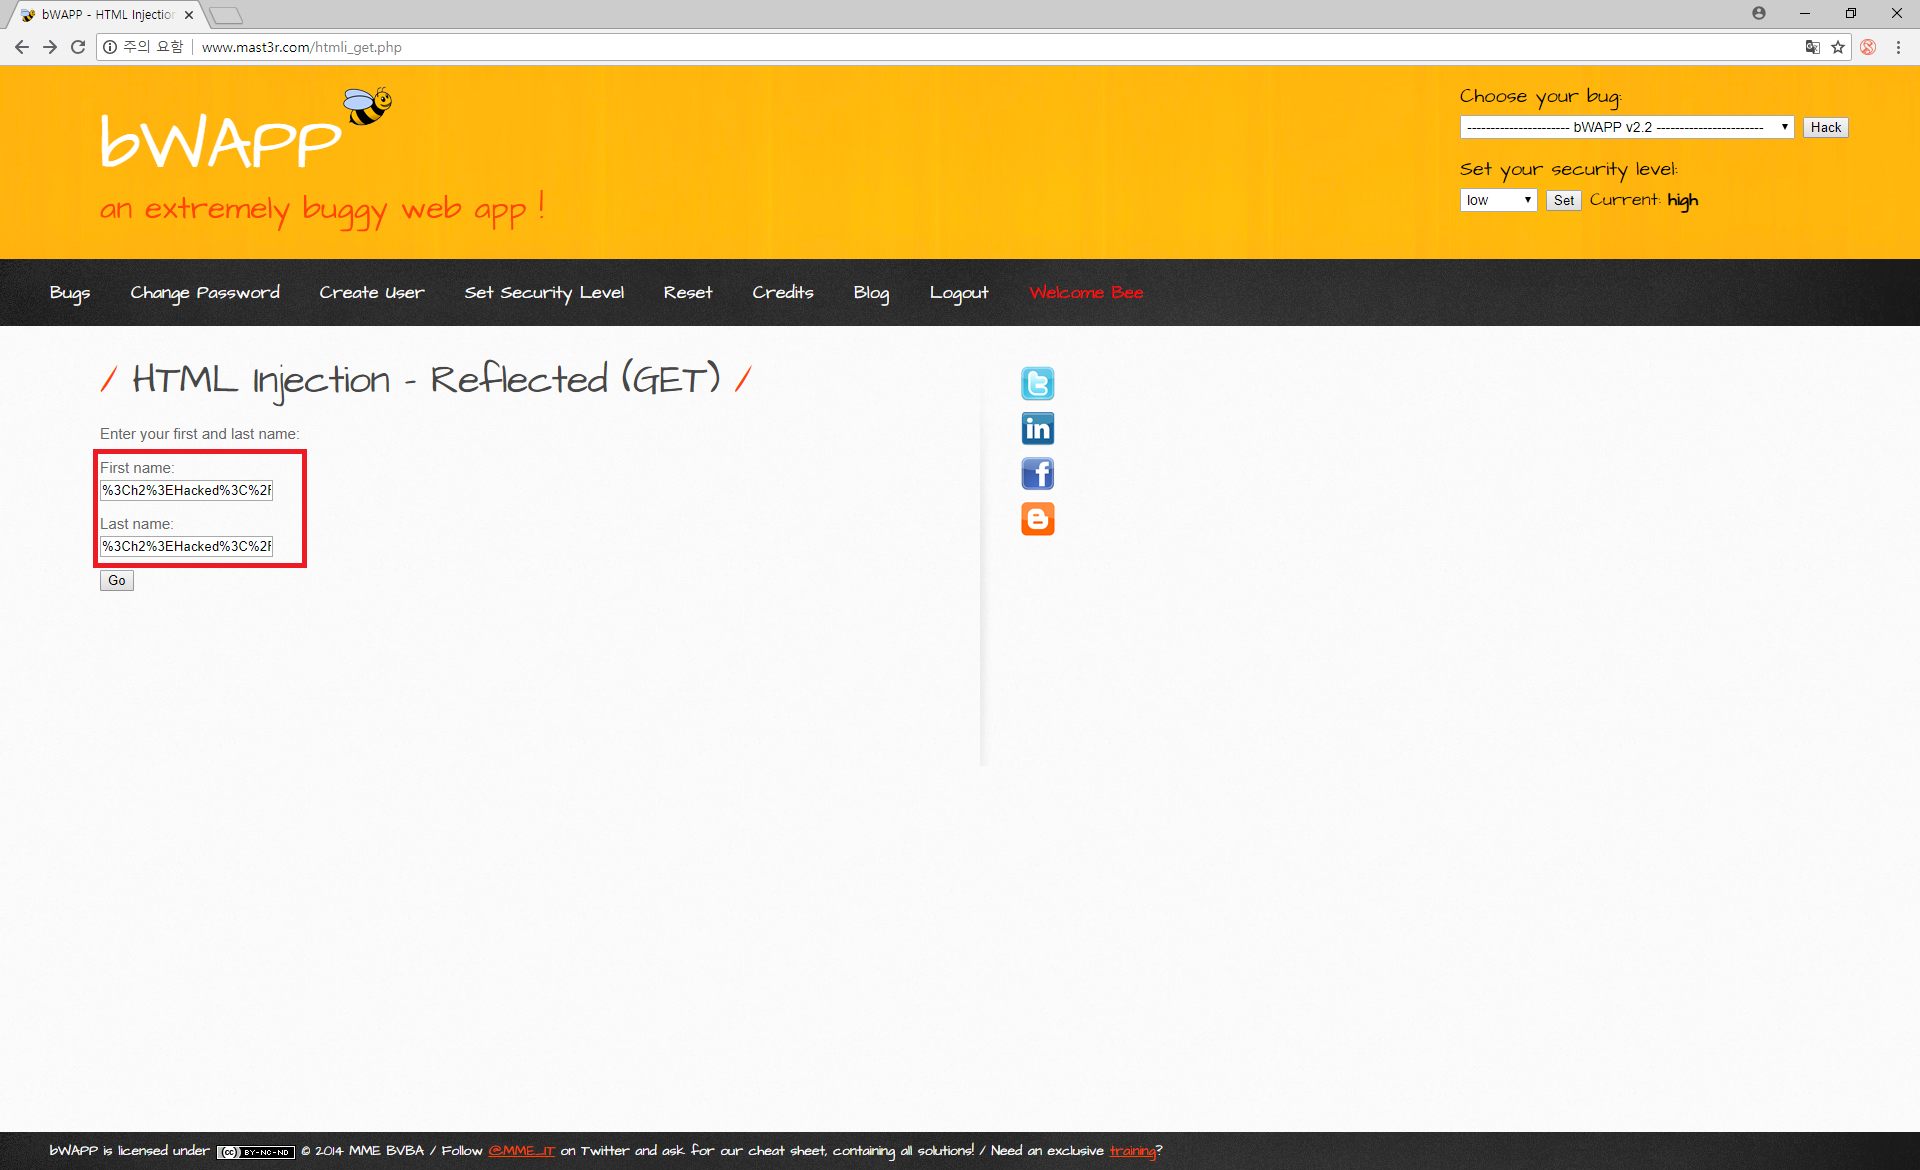 bWAPP - HTML Injection
주의 요함 www.mast3r.com/htmli_get.php
bWAPP
an extremely buggy web app !
Choose your bug:
---------------------- bWAPP v2.2 -----------------------
Hack
Set your security level:
low Set Current: high
Bugs Change Password Create User Set Security Level Reset Credits Blog Logout Welcome Bee
/ HTML Injection - Reflected (GET) /
Enter your first and last name:
First name:
%3Ch2%3EHacked%3C%2F
Last name:
%3Ch2%3EHacked%3C%2F
Go
bWAPP is licensed under (cc) BY-NC-ND © 2014 MME BVBA / Follow @MME_IT on Twitter and ask for our cheat sheet, containing all solutions! / Need an exclusive training?